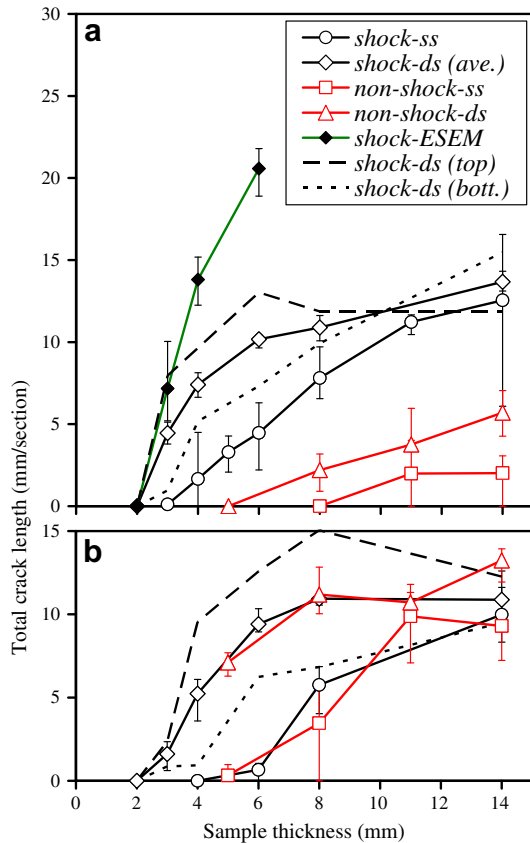 a
shock-ss
shock-ds (ave.)
non-shock-ss
non-shock-ds
shock-ESEM
shock-ds (top)
shock-ds (bott.)
30
25
20
15
10
5
0
Total crack length (mm/section)
b
15
10
5
0
0 2 4 6 8 10 12 14
Sample thickness (mm)